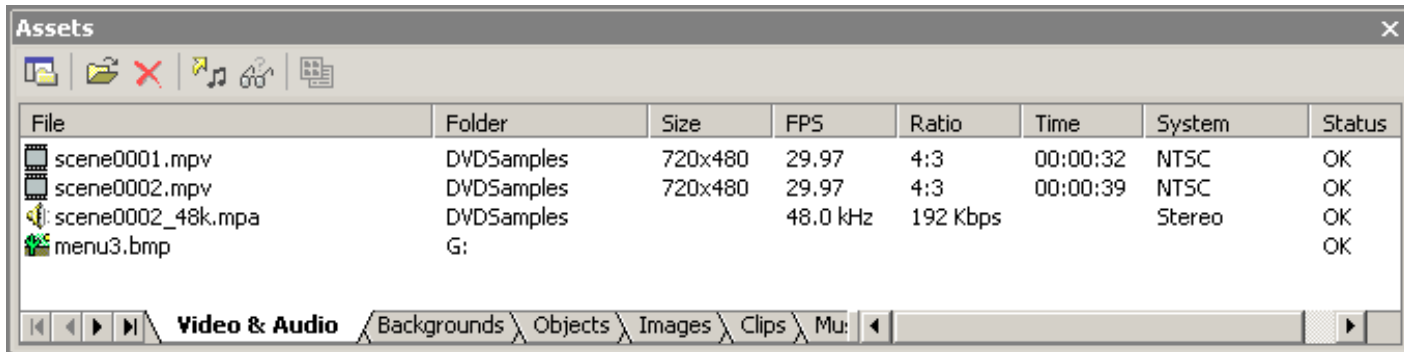 Assets
File Folder Size FPS Ratio Time System Status
scene0001.mpv DVDSamples 720x480 29.97 4:3 00:00:32 NTSC OK
scene0002.mpv DVDSamples 720x480 29.97 4:3 00:00:39 NTSC OK
scene0002_48k.mpa DVDSamples 48.0 kHz 192 Kbps Stereo OK
menu3.bmp G: OK
Video & Audio Backgrounds Objects Images Clips